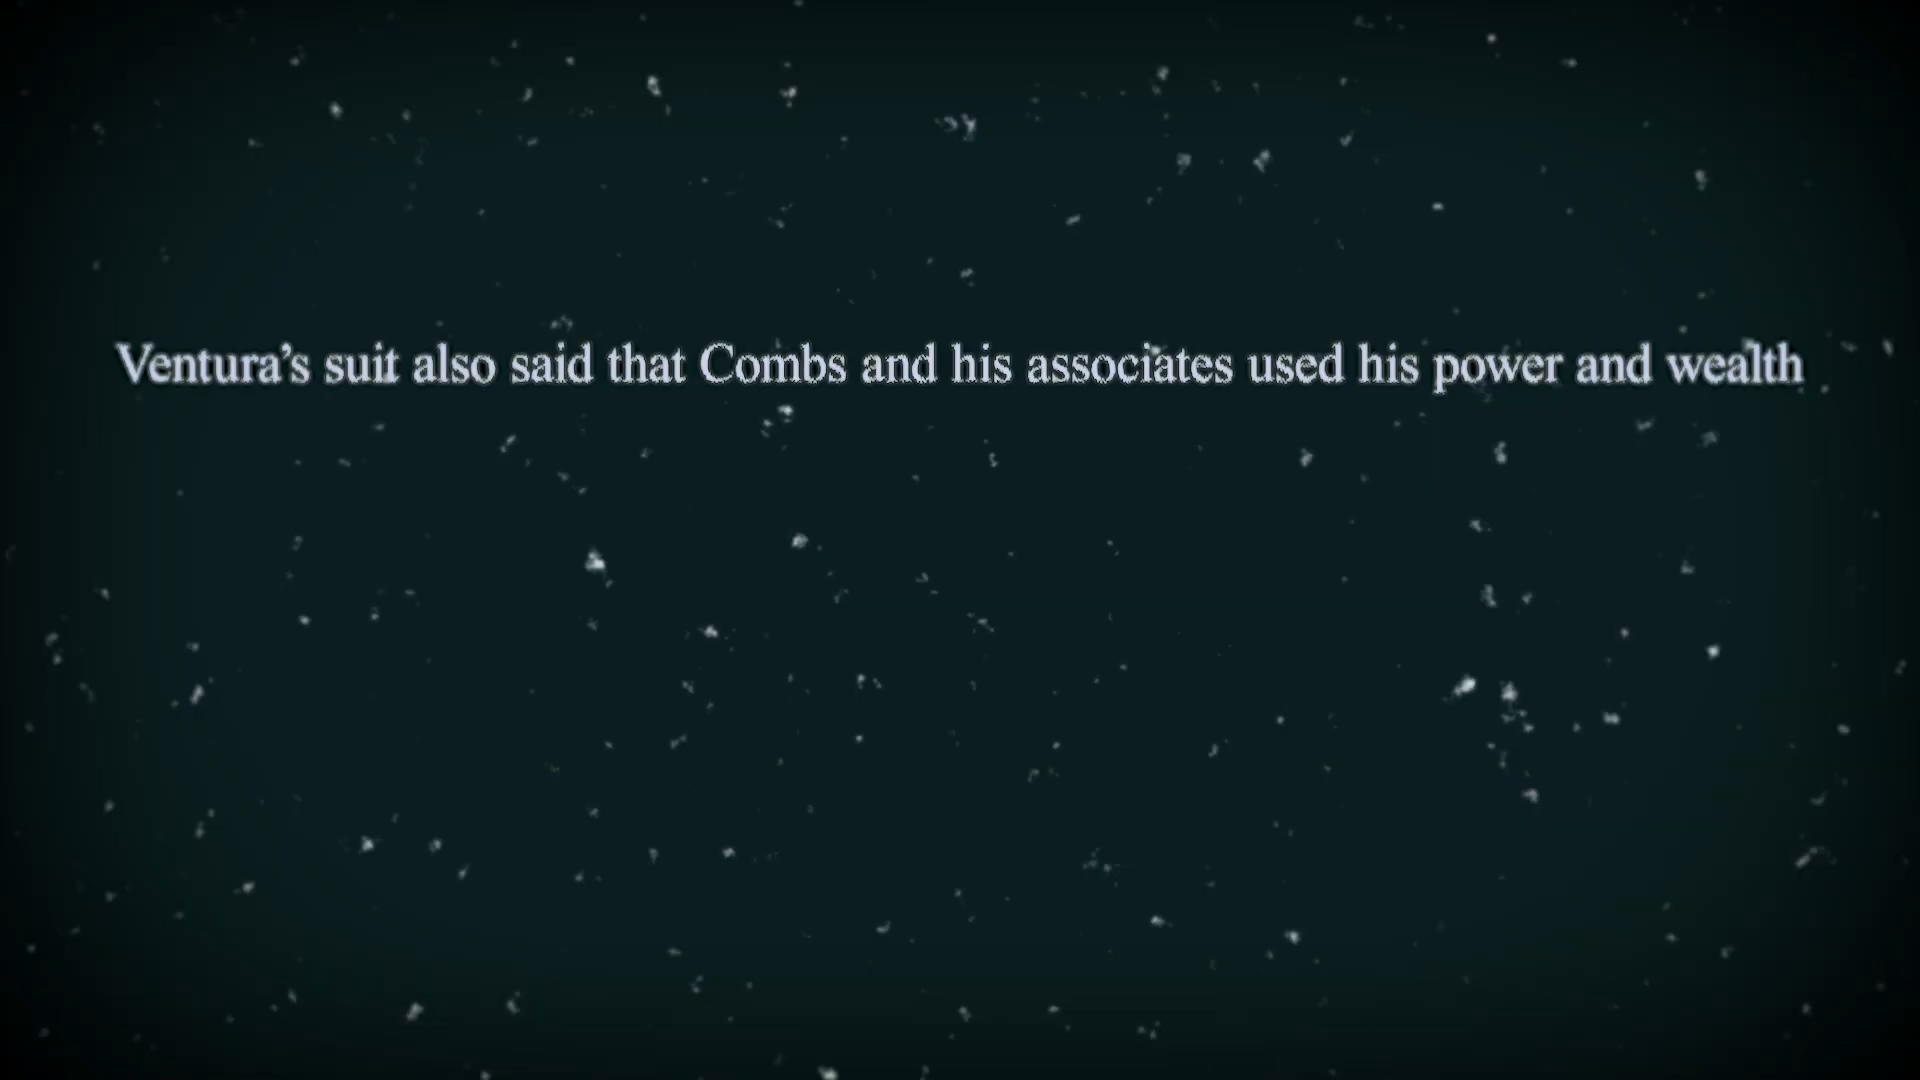 Ventura’s suit also said that Combs and his associates used his power and wealth